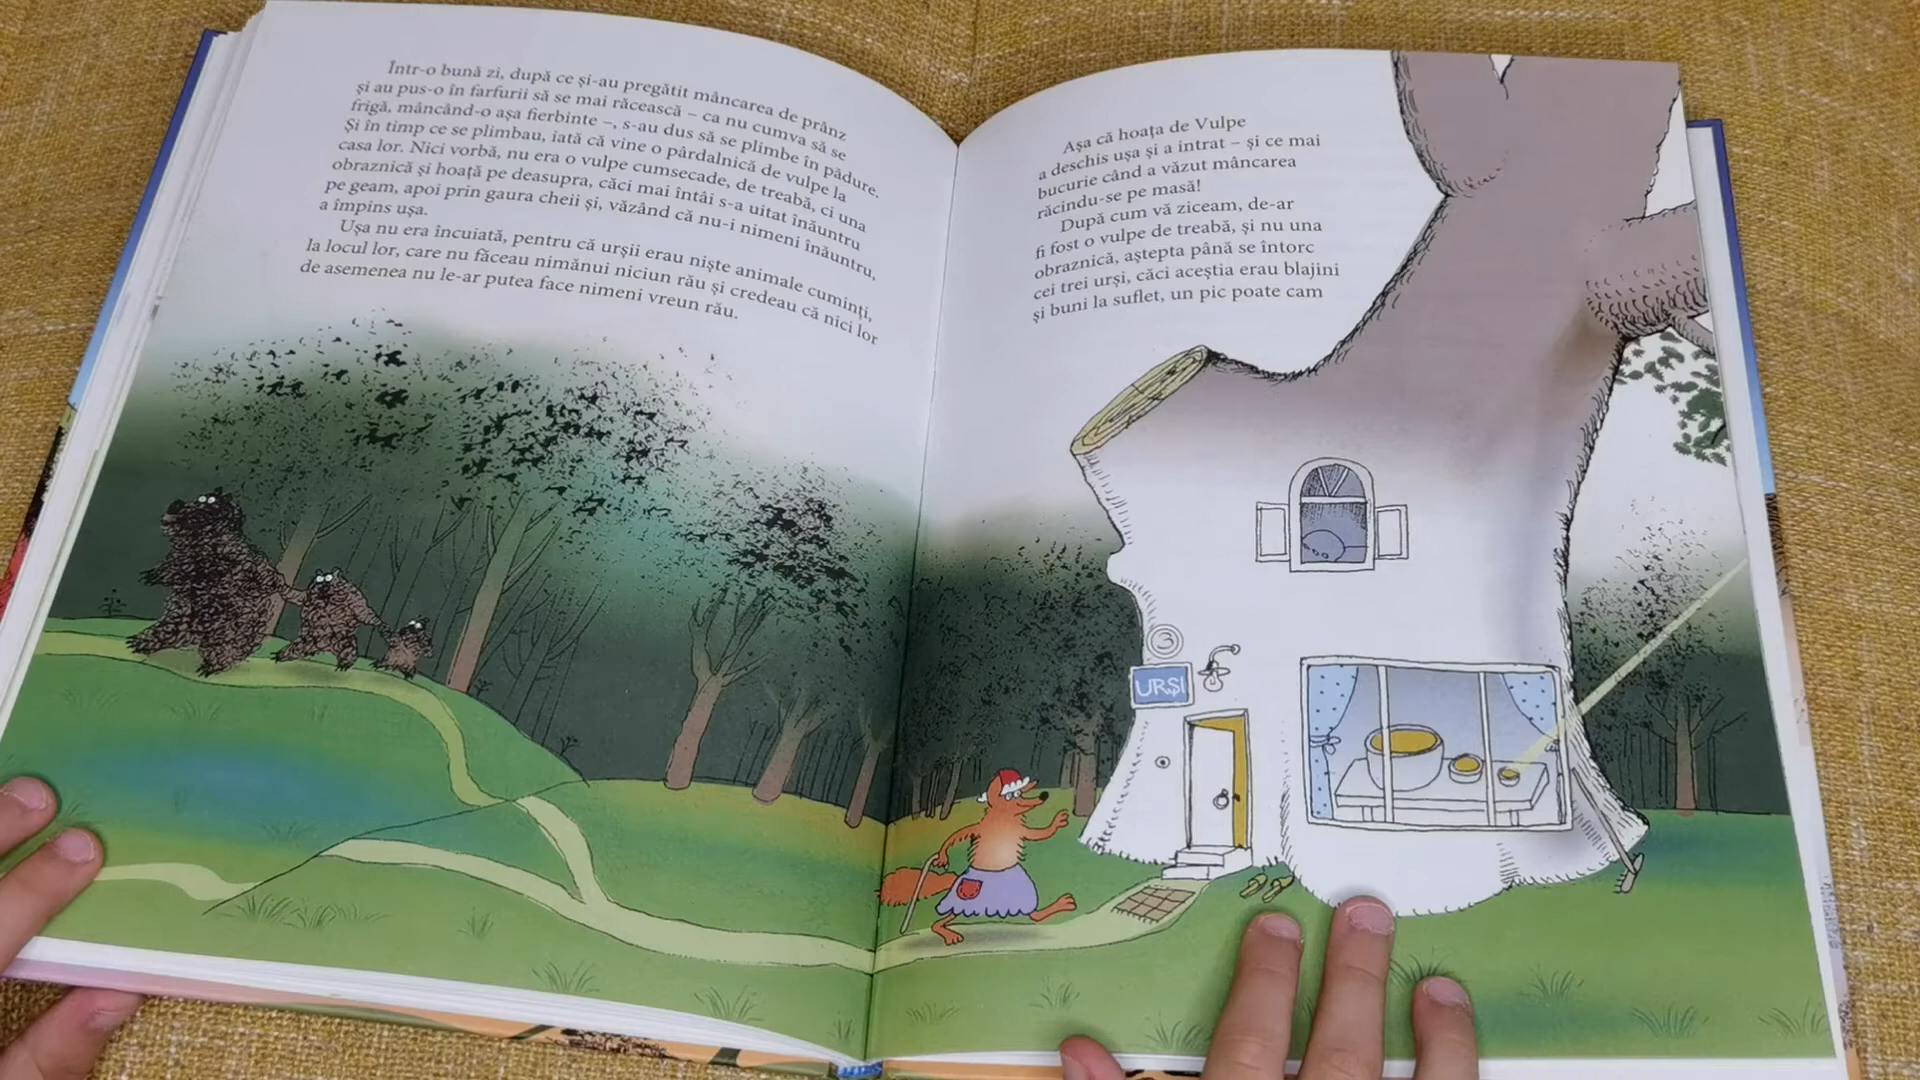 Într-o bună zi, după ce și-au pregătit mâncarea de prânz
și au pus-o în farfurii să se mai răcească – ca nu cumva să se
frigă, mâncând-o așa fierbinte –, s-au dus să se plimbe în pădure.
Și în timp ce se plimbau, iată că vine o pârdalnică de vulpe la
casa lor. Nici vorbă, nu era o vulpe cumsecade, de treabă, ci una
obraznică și hoață pe deasupra, căci mai întâi s-a uitat înăuntru
pe geam, apoi prin gaura cheii și, văzând că nu-i nimeni înăuntru,
a împins ușa.
Ușa nu era încuiată, pentru că urșii erau niște animale cuminți,
la locul lor, care nu făceau nimănui niciun rău și credeau că nici lor
de asemenea nu le-ar putea face nimeni vreun rău.
Așa că hoața de Vulpe
a deschis ușa și a intrat – și ce mai
bucurie când a văzut mâncarea
răcindu-se pe masă!
După cum vă ziceam, de-ar
fi fost o vulpe de treabă, și nu una
obraznică, aștepta până se întorc
cei trei urși, căci aceștia erau blajini
și buni la suflet, un pic poate cam
3
URȘI